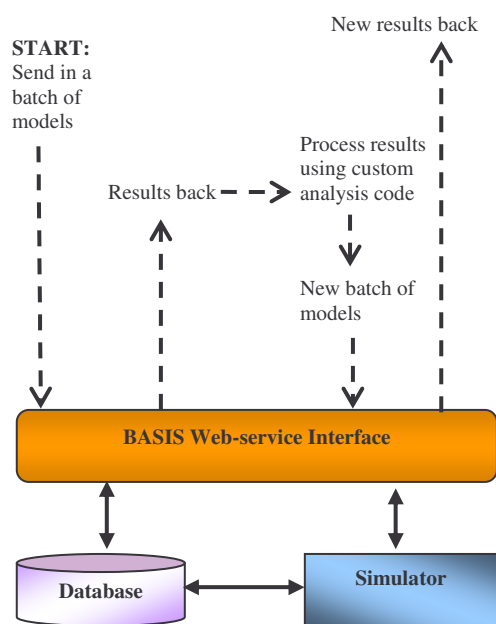 START:
Send in a
batch of
models
Results back
Process results
using custom
analysis code
New batch of
models
New results back
BASIS Web-service Interface
Database
Simulator